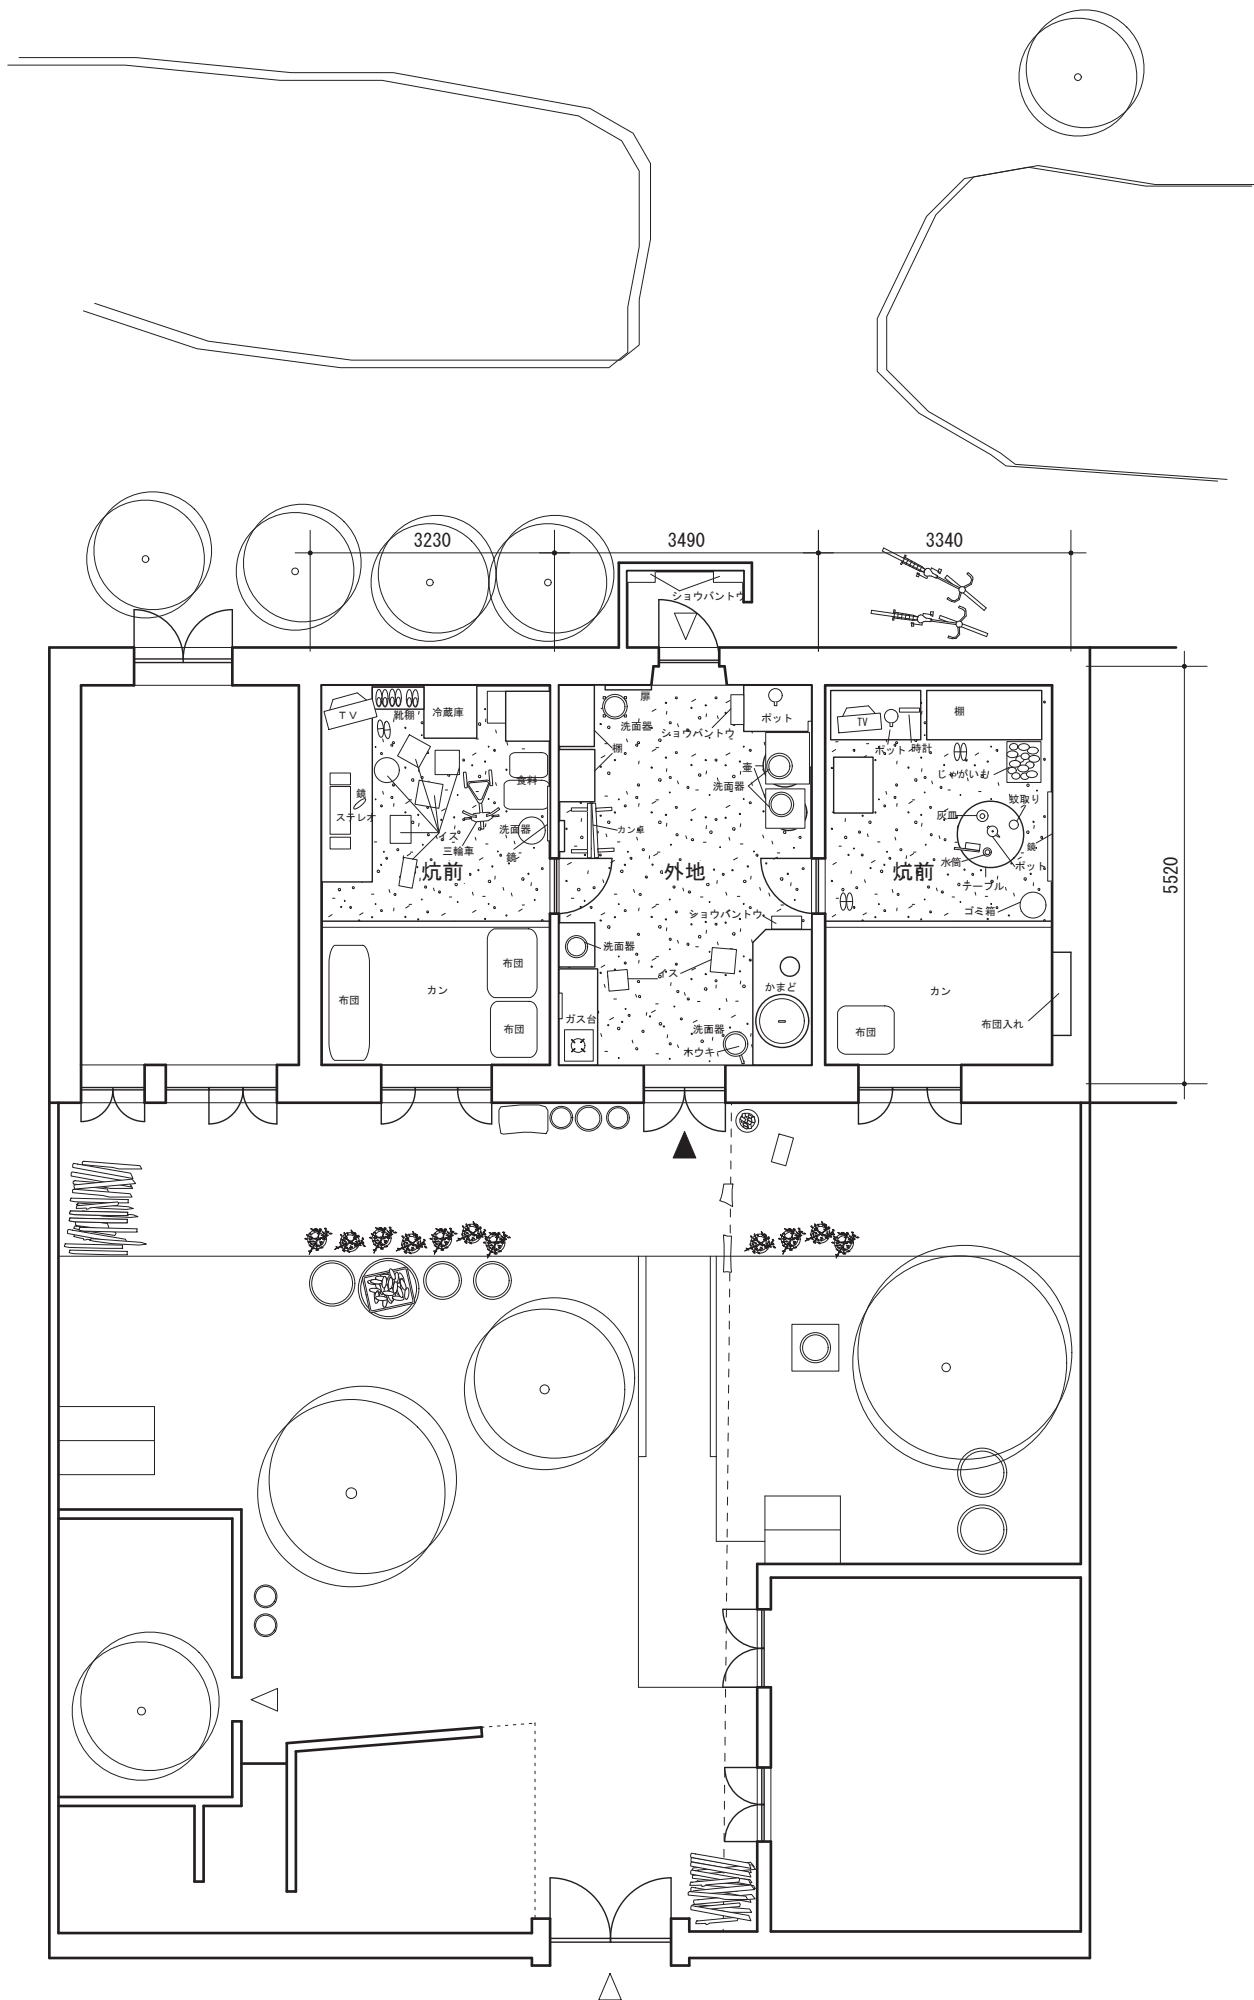 3230
3490
3340
ショウバントウ
5520
TV
靴棚
冷蔵庫
鏡
ステレオ
イス
三輪車
食料
洗面器
鏡
炕前
布団
カン
布団
布団
扉
洗面器
ショウバントウ
ポット
棚
壺
洗面器
カン卓
外地
ショウバントウ
洗面器
イス
かまど
ガス台
洗面器
ホウキ
TV
ポット
時計
棚
じゃがいも
灰皿
蚊取り
鏡
水筒
ポット
テーブル
ゴミ箱
炕前
カン
布団
布団入れ